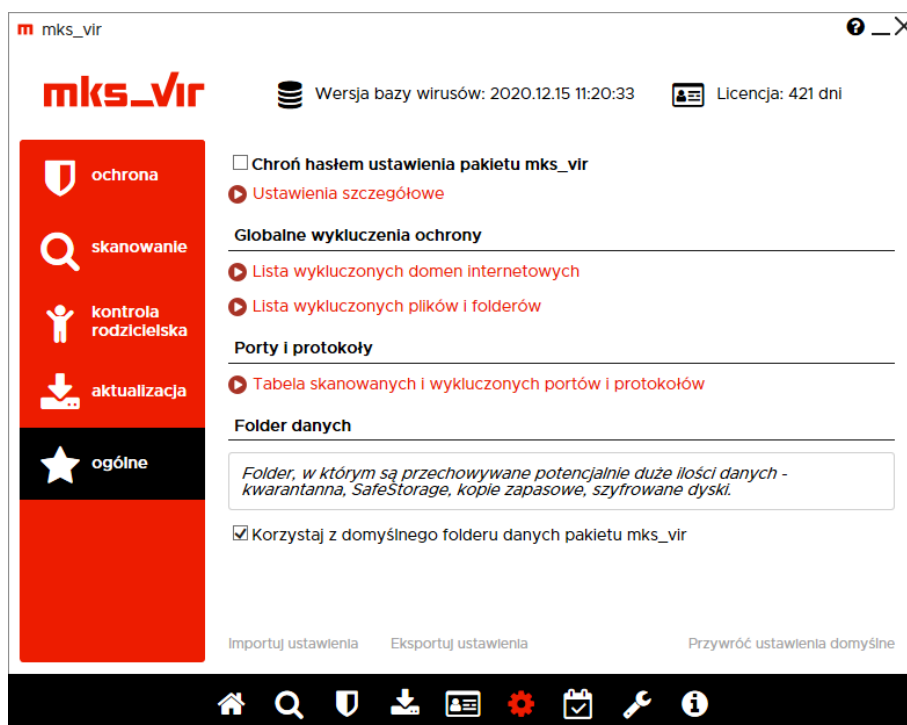 mks_vir
mks_vir
Wersja bazy wirusów: 2020.12.15 11:20:33
Licencja: 421 dni
ochrona
skanowanie
kontrola
rodzicielska
aktualizacja
ogólne
Chroń hasłem ustawienia pakietu mks_vir
Ustawienia szczegółowe
Globalne wykluczenia ochrony
Lista wykluczonych domen internetowych
Lista wykluczonych plików i folderów
Porty i protokoły
Tabela skanowanych i wykluczonych portów i protokołów
Folder danych
Folder, w którym są przechowywane potencjalnie duże ilości danych -
kwarantanna, SafeStorage, kopie zapasowe, szyfrowane dyski.
Korzystaj z domyślnego folderu danych pakietu mks_vir
Importuj ustawienia
Eksportuj ustawienia
Przywróć ustawienia domyślne